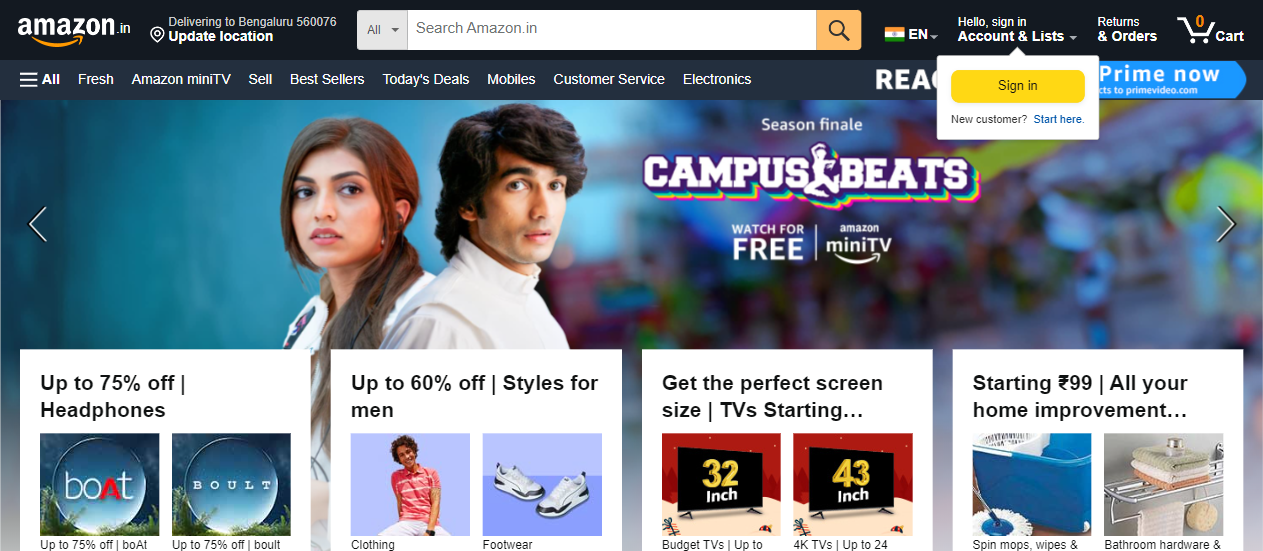 amazon.in
Delivering to Bengaluru 560076
Update location
All
Search Amazon.in
EN
Hello, sign in
Account & Lists
Returns
& Orders
0
Cart
All
Fresh
Amazon miniTV
Sell
Best Sellers
Today's Deals
Mobiles
Customer Service
Electronics
Prime now
primevideo.com
Sign in
New customer? Start here.
Season finale
CAMPUS BEATS
WATCH FOR
FREE
amazon
miniTV
Up to 75% off |
Headphones
boAt
BOULT
Up to 75% off | boAt
Up to 75% off | boult
Up to 60% off | Styles for
men
Clothing
Footwear
Get the perfect screen
size | TVs Starting…
32
Inch
43
Inch
Budget TVs | Up to
4K TVs | Up to 24
Starting ₹99 | All your
home improvement…
Spin mops, wipes &
Bathroom hardware &